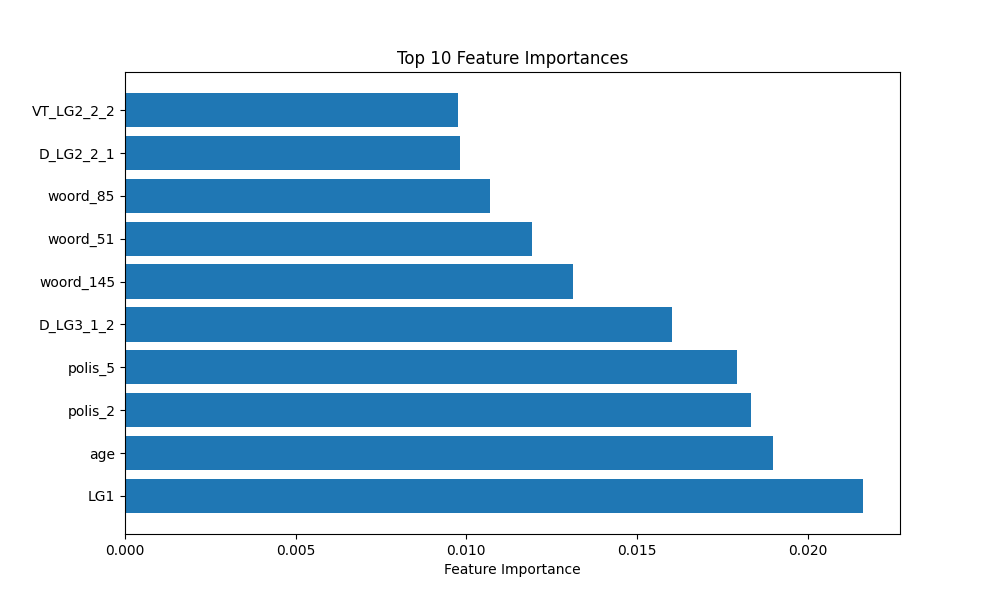 Top 10 Feature Importances
VT_LG2_2_2
D_LG2_2_1
woord_85
woord_51
woord_145
D_LG3_1_2
polis_5
polis_2
age
LG1
0.000 0.005 0.010 0.015 0.020
Feature Importance